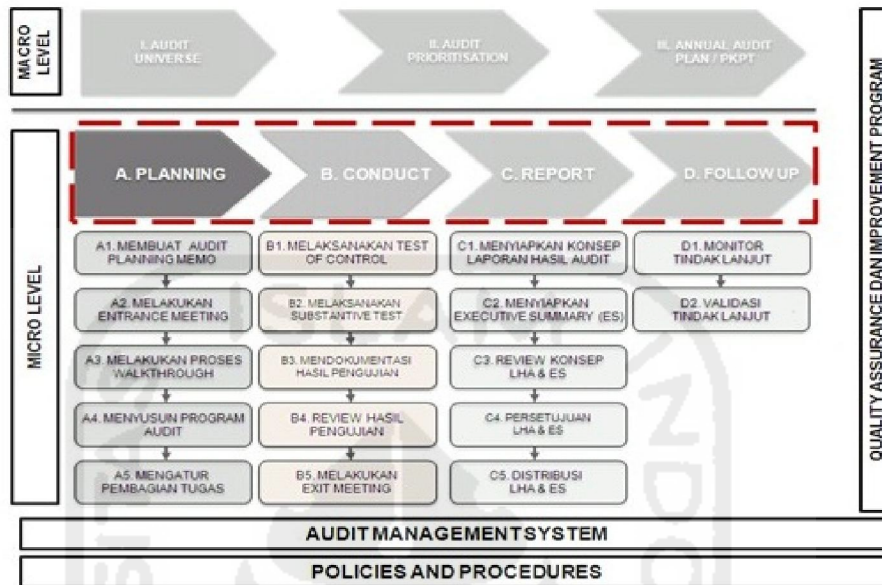 MACRO
LEVEL
I. AUDIT
UNIVERSE
II. AUDIT
PRIORITISATION
III. ANNUAL AUDIT
PLAN / PKPT
QUALITY ASSURANCE DAN IMPROVEMENT PROGRAM
MICRO LEVEL
A. PLANNING
B. CONDUCT
C. REPORT
D. FOLLOW UP
A1. MEMBUAT AUDIT
PLANNING MEMO
A2. MELAKUKAN
ENTRANCE MEETING
A3. MELAKUKAN PROSES
WALKTHROUGH
A4. MENYUSUN PROGRAM
AUDIT
A5. MENGATUR
PEMBAGIAN TUGAS
B1. MELAKSANAKAN TEST
OF CONTROL
B2. MELAKSANAKAN
SUBSTANTIVE TEST
B3. MENDOKUMENTASI
HASIL PENGUJIAN
B4. REVIEW HASIL
PENGUJIAN
B5. MELAKUKAN
EXIT MEETING
C1. MENYIAPKAN KONSEP
LAPORAN HASIL AUDIT
C2. MENYIAPKAN
EXECUTIVE SUMMARY (ES)
C3. REVIEW KONSEP
LHA & ES
C4. PERSETUJUAN
LHA & ES
C5. DISTRIBUSI
LHA & ES
D1. MONITOR
TINDAK LANJUT
D2. VALIDASI
TINDAK LANJUT
AUDIT MANAGEMENT SYSTEM
POLICIES AND PROCEDURES
ISLAM